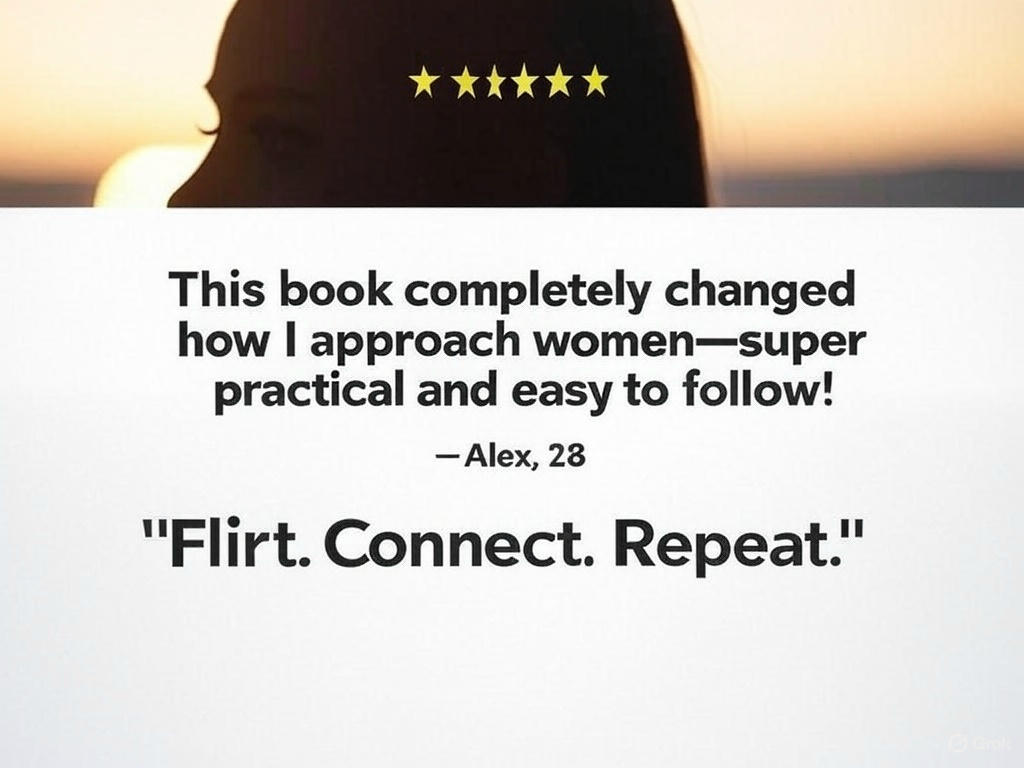 This book completely changed
how I approach women—super
practical and easy to follow!
—Alex, 28
"Flirt. Connect. Repeat."
Grok